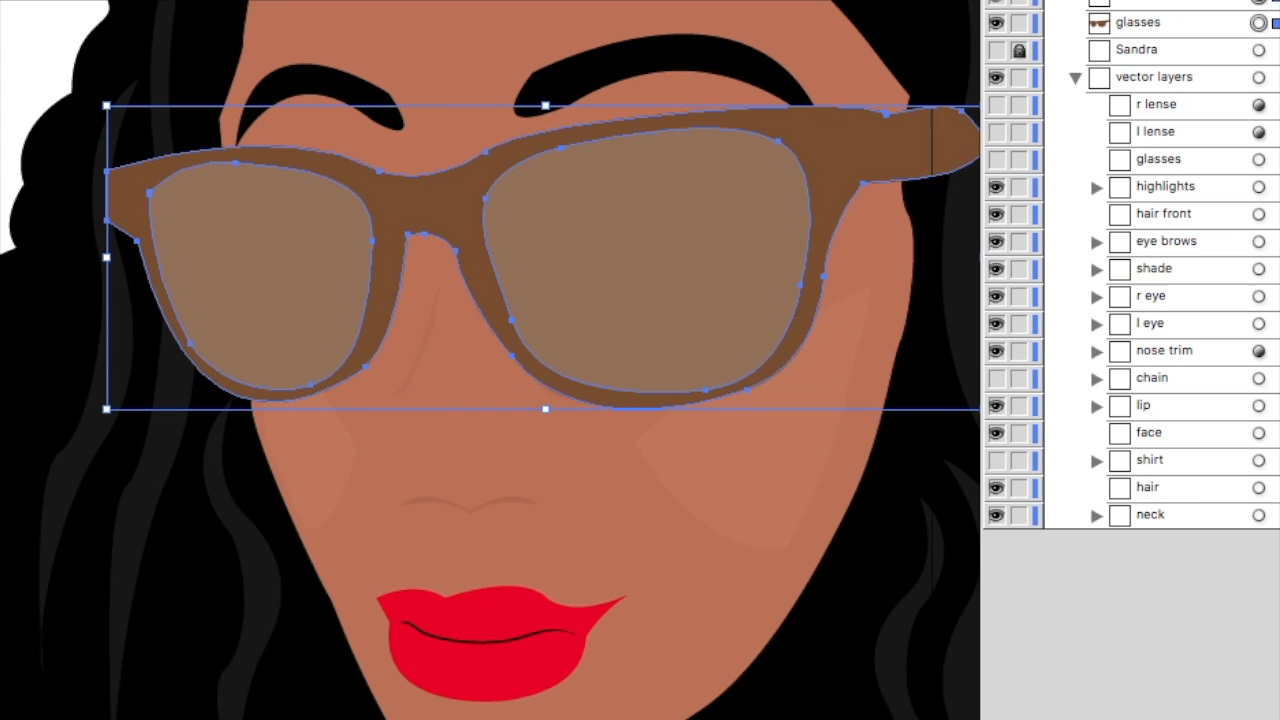 glasses
Sandra
vector layers
r lense
l lense
glasses
highlights
hair front
eye brows
shade
r eye
l eye
nose trim
chain
lip
face
shirt
hair
neck